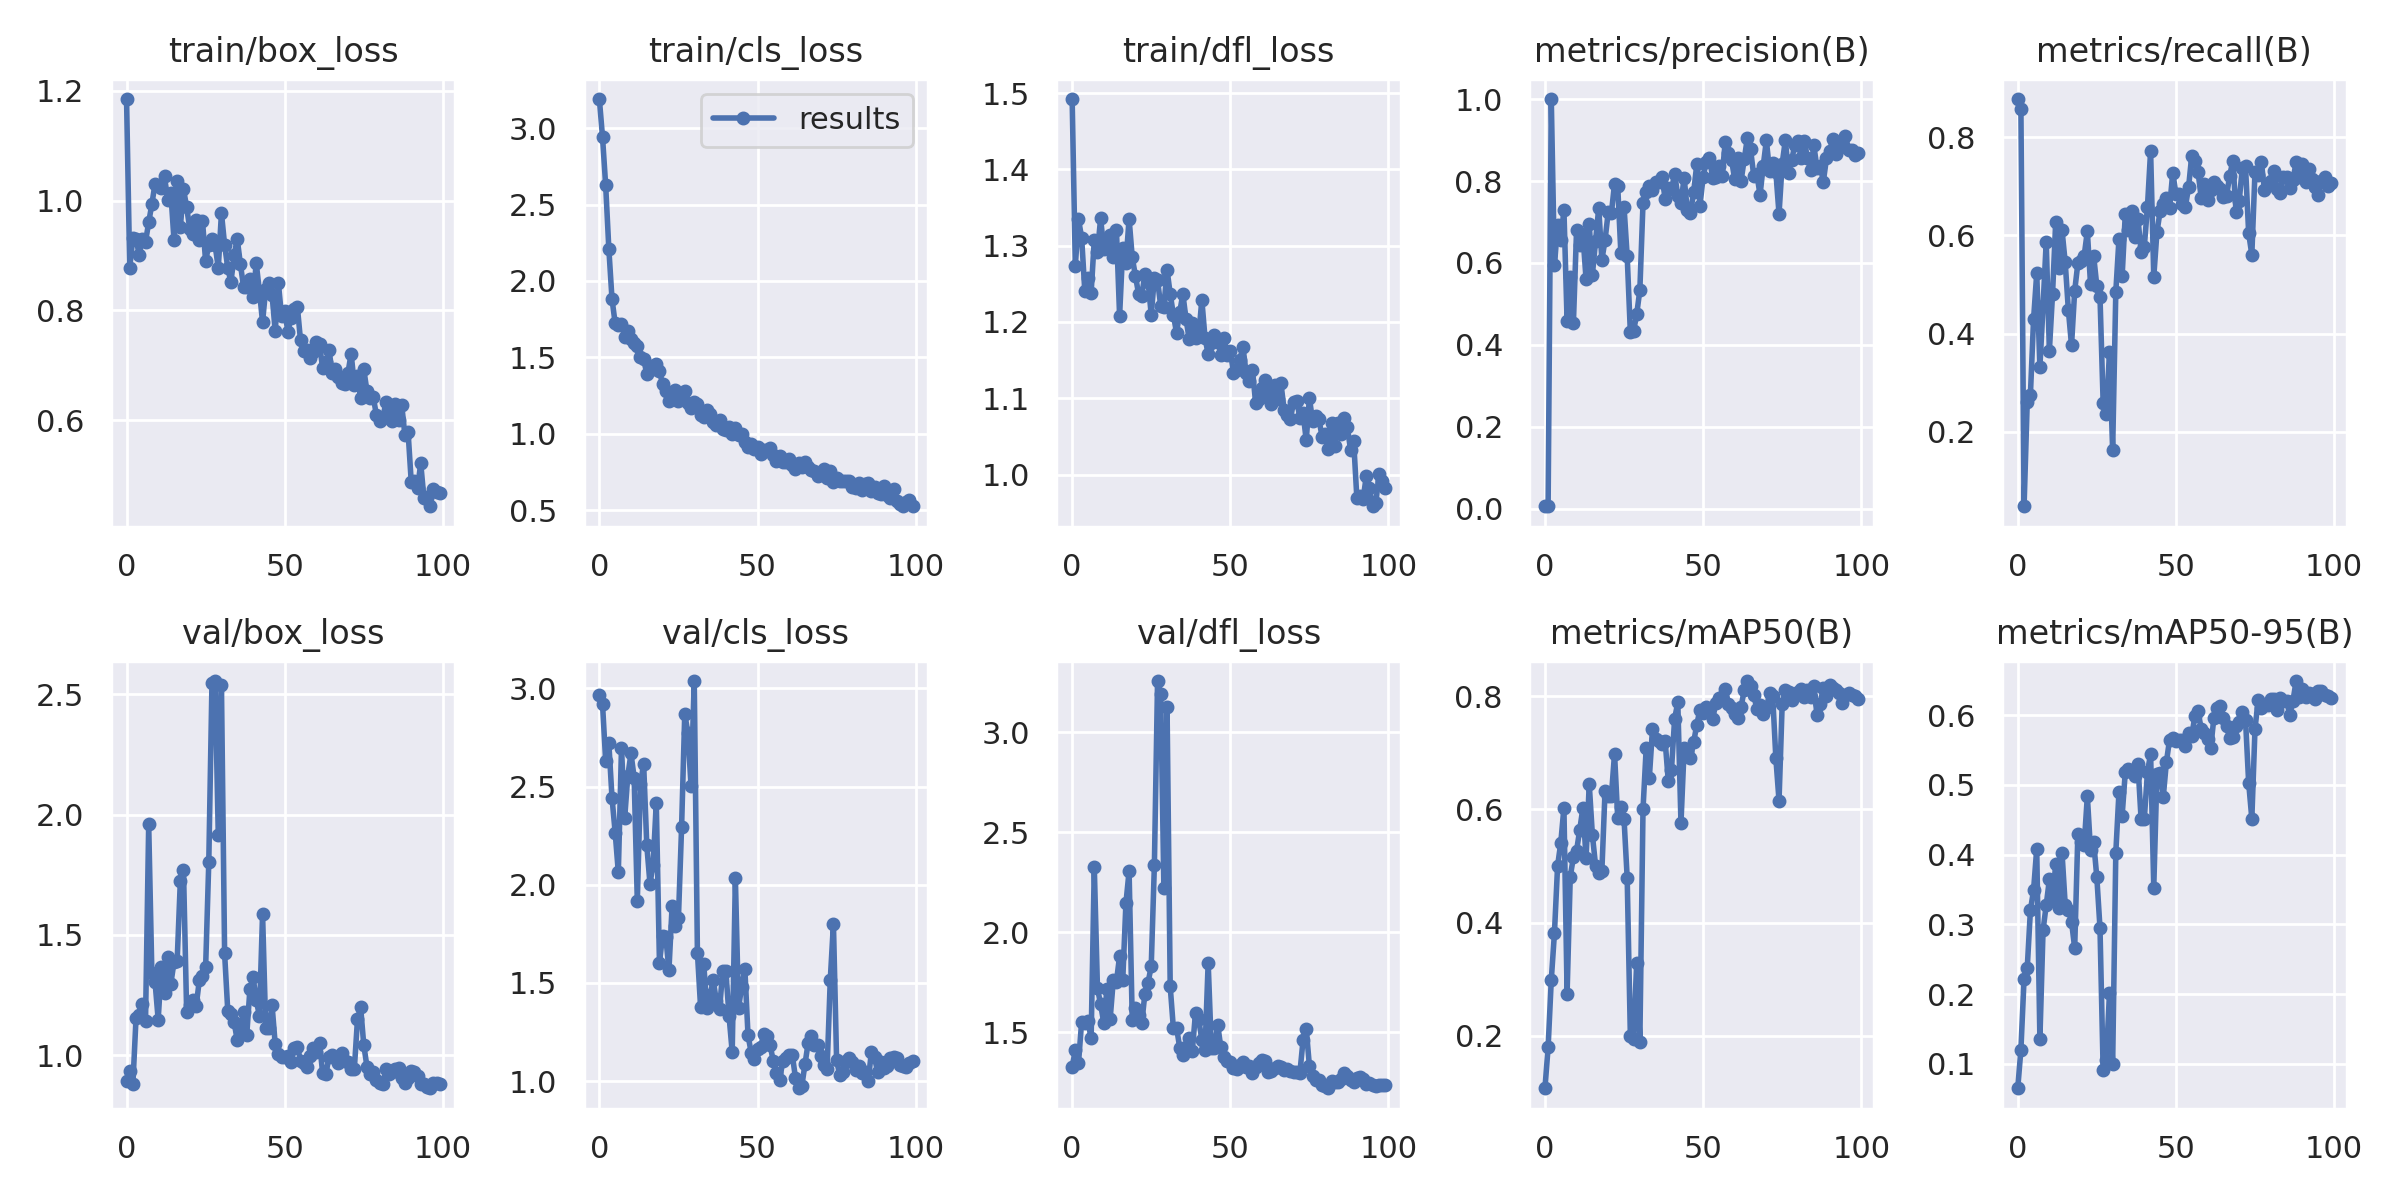 train/box_loss
train/cls_loss
train/dfl_loss
metrics/precision(B)
metrics/recall(B)
1.2
1.0
0.8
0.6
0 50 100
results
3.0
2.5
2.0
1.5
1.0
0.5
0 50 100
1.5
1.4
1.3
1.2
1.1
1.0
0 50 100
1.0
0.8
0.6
0.4
0.2
0.0
0 50 100
0.8
0.6
0.4
0.2
0 50 100
val/box_loss
val/cls_loss
val/dfl_loss
metrics/mAP50(B)
metrics/mAP50-95(B)
2.5
2.0
1.5
1.0
0 50 100
3.0
2.5
2.0
1.5
1.0
0 50 100
3.0
2.5
2.0
1.5
0 50 100
0.8
0.6
0.4
0.2
0 50 100
0.6
0.5
0.4
0.3
0.2
0.1
0 50 100